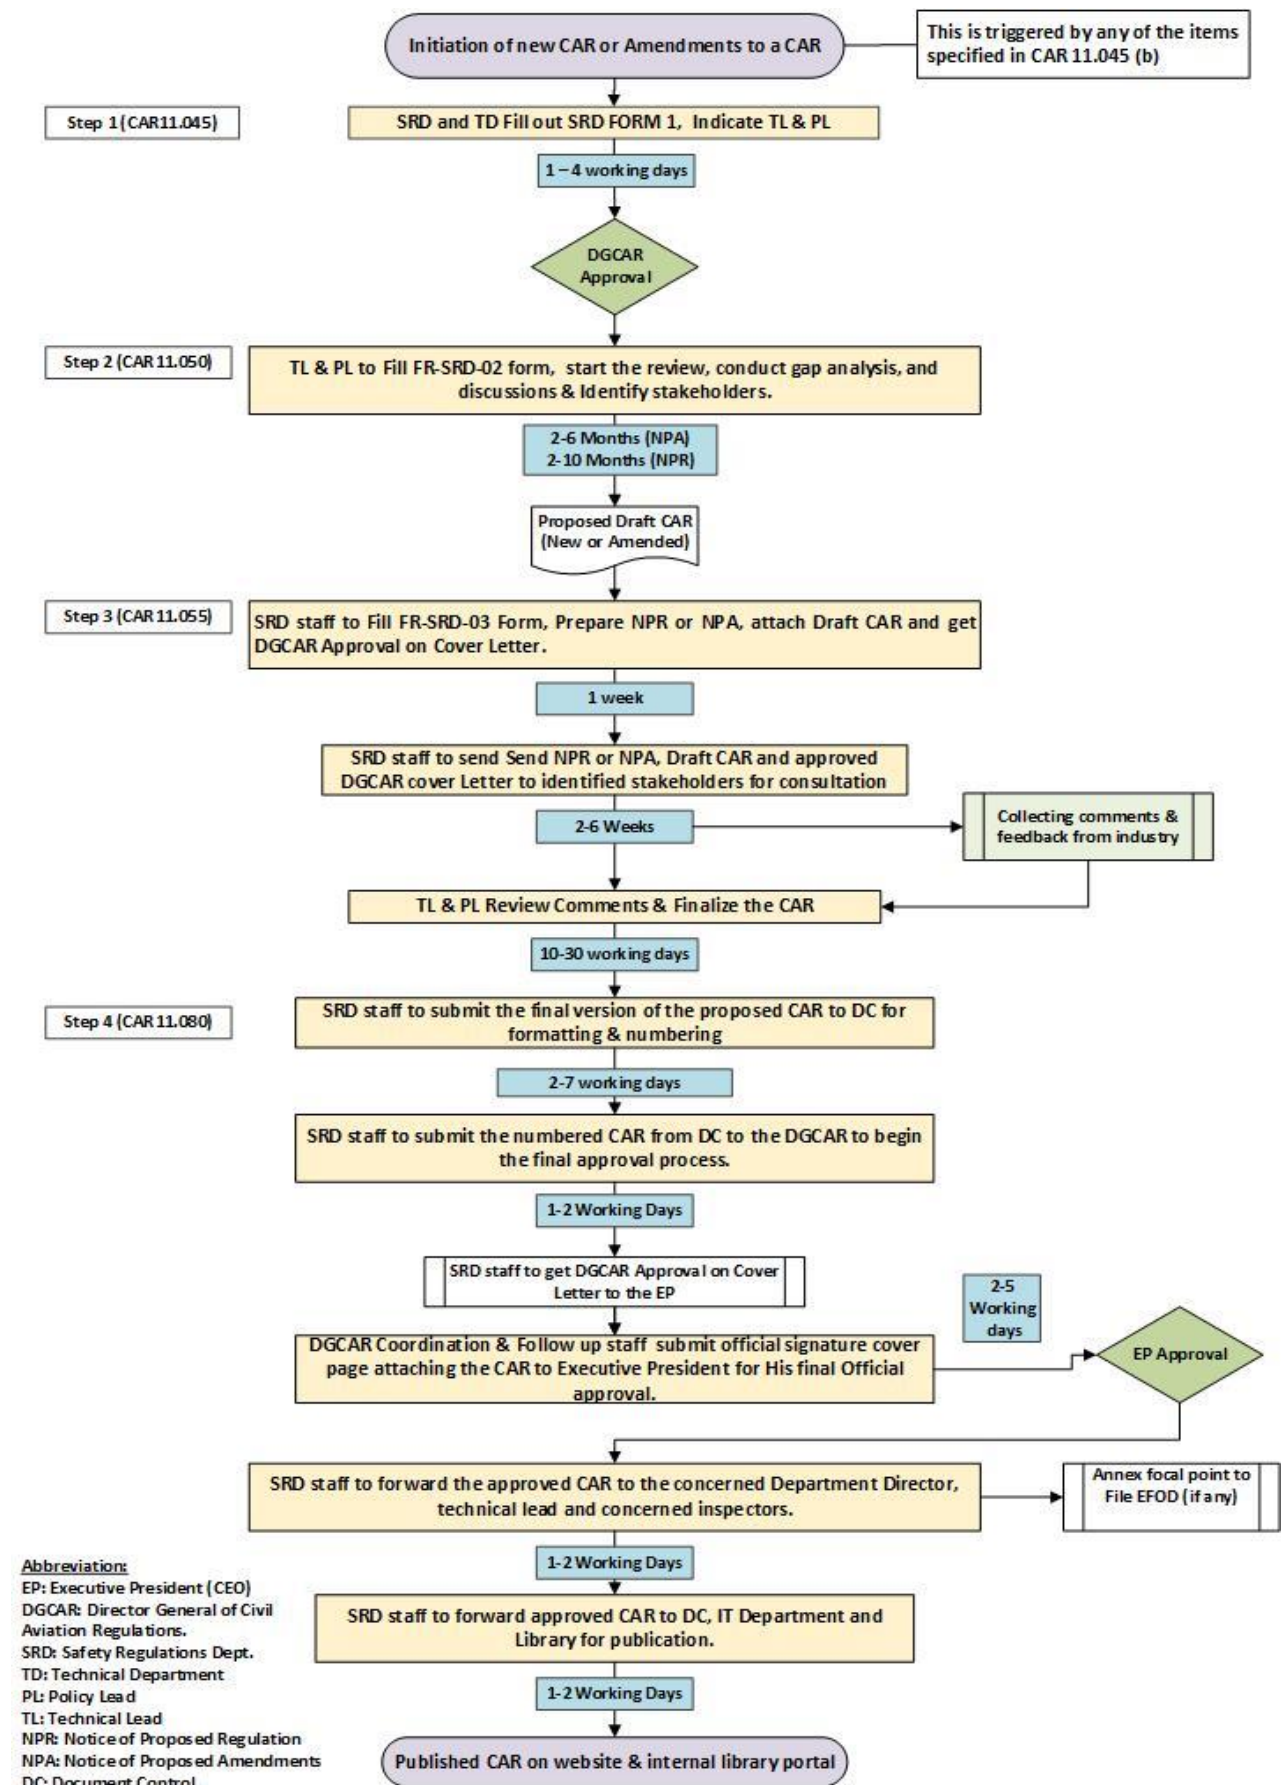 Initiation of new CAR or Amendments to a CAR
This is triggered by any of the items
specified in CAR 11.045 (b)
Step 1 (CAR11.045)
SRD and TD Fill out SRD FORM 1, Indicate TL & PL
1 – 4 working days
DGCAR
Approval
Step 2 (CAR11.050)
TL & PL to Fill FR-SRD-02 form, start the review, conduct gap analysis, and
discussions & Identify stakeholders.
2-6 Months (NPA)
2-10 Months (NPR)
Proposed Draft CAR
(New or Amended)
Step 3 (CAR11.055)
SRD staff to Fill FR-SRD-03 Form, Prepare NPR or NPA, attach Draft CAR and get
DGCAR Approval on Cover Letter.
1 week
SRD staff to send Send NPR or NPA, Draft CAR and approved
DGCAR cover Letter to identified stakeholders for consultation
2-6 Weeks
Collecting comments &
feedback from industry
TL & PL Review Comments & Finalize the CAR
10-30 working days
Step 4 (CAR11.080)
SRD staff to submit the final version of the proposed CAR to DC for
formatting & numbering
2-7 working days
SRD staff to submit the numbered CAR from DC to the DGCAR to begin
the final approval process.
1-2 Working Days
SRD staff to get DGCAR Approval on Cover
Letter to the EP
2-5
Working
days
DGCAR Coordination & Follow up staff submit official signature cover
page attaching the CAR to Executive President for His final Official
approval.
EP Approval
SRD staff to forward the approved CAR to the concerned Department Director,
technical lead and concerned inspectors.
Annex focal point to
File EFOD (if any)
1-2 Working Days
SRD staff to forward approved CAR to DC, IT Department and
Library for publication.
1-2 Working Days
Published CAR on website & internal library portal
Abbreviation:
EP: Executive President (CEO)
DGCAR: Director General of Civil
Aviation Regulations.
SRD: Safety Regulations Dept.
TD: Technical Department
PL: Policy Lead
TL: Technical Lead
NPR: Notice of Proposed Regulation
NPA: Notice of Proposed Amendments
DC: Document Control